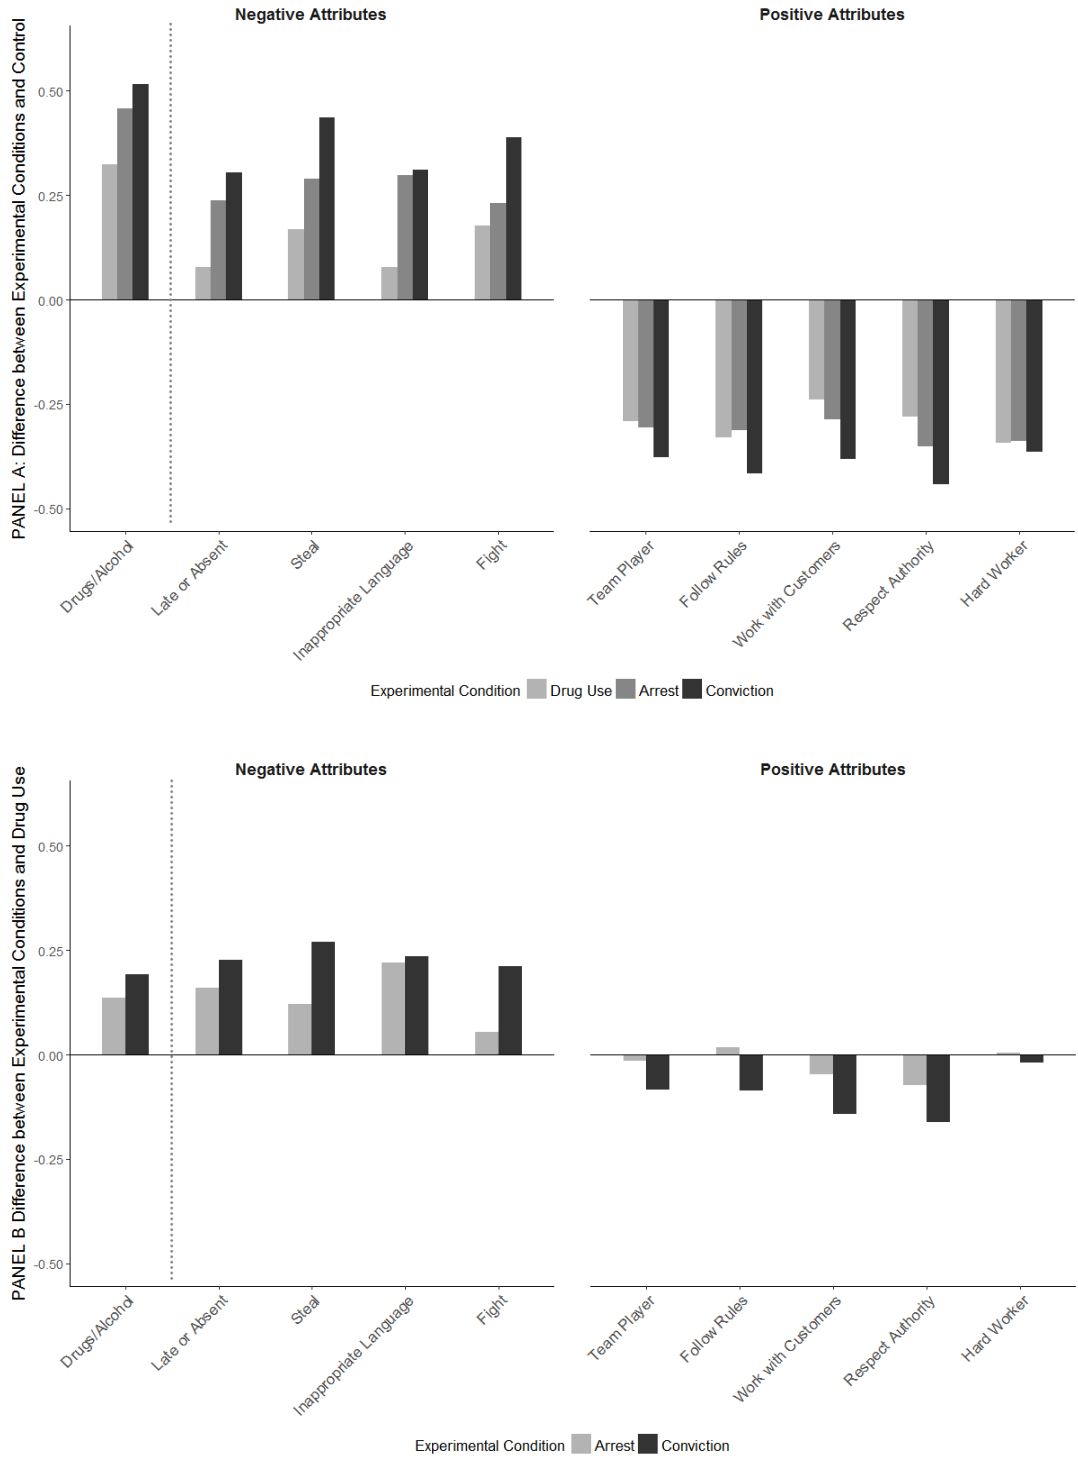 Negative Attributes
Positive Attributes
PANEL A: Difference between Experimental Conditions and Control
0.50
0.25
0.00
-0.25
-0.50
Drugs/Alcohol
Late or Absent
Steal
Inappropriate Language
Fight
Team Player
Follow Rules
Work with Customers
Respect Authority
Hard Worker
Experimental Condition Drug Use Arrest Conviction
Negative Attributes
Positive Attributes
PANEL B Difference between Experimental Conditions and Drug Use
0.50
0.25
0.00
-0.25
-0.50
Drugs/Alcohol
Late or Absent
Steal
Inappropriate Language
Fight
Team Player
Follow Rules
Work with Customers
Respect Authority
Hard Worker
Experimental Condition Arrest Conviction